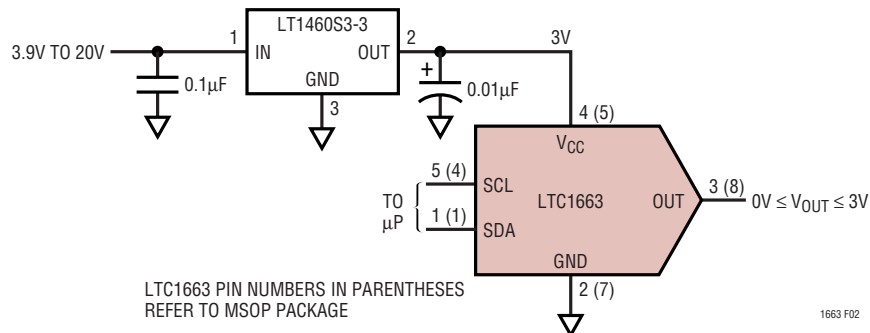 LT1460S3-3
3.9V TO 20V
1
IN
OUT
2
3V
GND
3
0.1µF
+
0.01µF
4 (5)
VCC
5 (4)
SCL
TO
µP
1 (1)
SDA
LTC1663
OUT
3 (8)
0V ≤ VOUT ≤ 3V
GND
2 (7)
LTC1663 PIN NUMBERS IN PARENTHESES
REFER TO MSOP PACKAGE
1663 F02